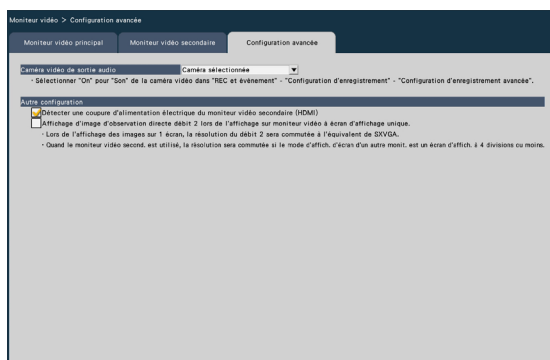 Moniteur vidéo > Configuration avancée
Moniteur vidéo principal
Moniteur vidéo secondaire
Configuration avancée
Caméra vidéo de sortie audio
Caméra sélectionnée
· Sélectionner "On" pour "Son" de la caméra vidéo dans "REC et événement" - "Configuration d'enregistrement" - "Configuration d'enregistrement avancée".
Autre configuration
Détecter une coupure d'alimentation électrique du moniteur vidéo secondaire (HDMI)
Affichage d'image d'observation directe débit 2 lors de l'affichage sur moniteur vidéo à écran d'affichage unique.
· Lors de l'affichage des images sur 1 écran, la résolution du débit 2 sera commutée à l'équivalent de SXVGA.
· Quand le moniteur vidéo second. est utilisé, la résolution sera commutée si le mode d'affich. d'écran d'un autre monit. est un écran d'affich. à 4 divisions ou moins.